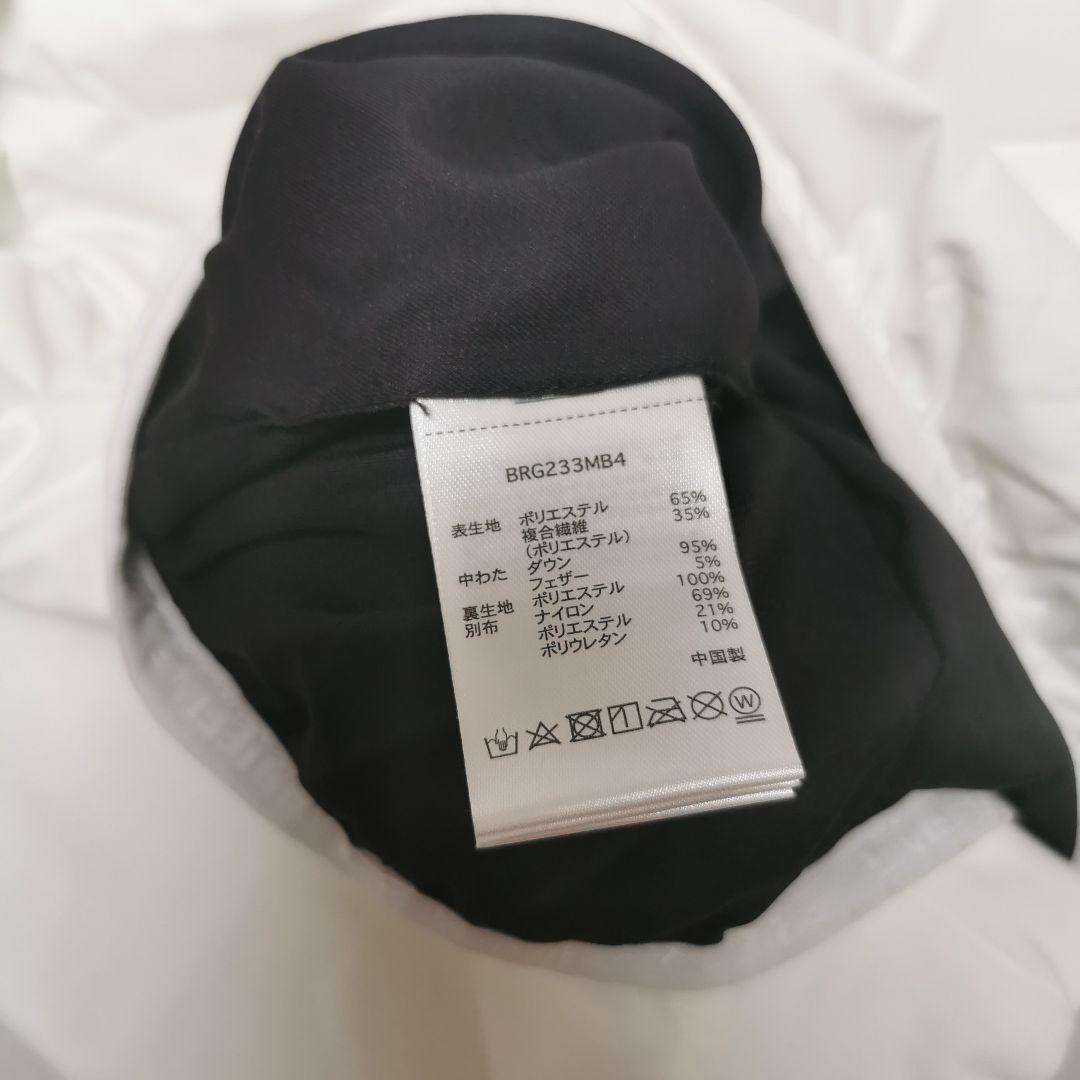 BRG233MB4
表生地 ポリエステル 65%
複合繊維 35%
(ポリエステル)
中わた ダウン 95%
フェザー 5%
裏生地 ポリエステル 100%
別布 ナイロン 69%
ポリエステル 21%
ポリウレタン 10%
中国製
W